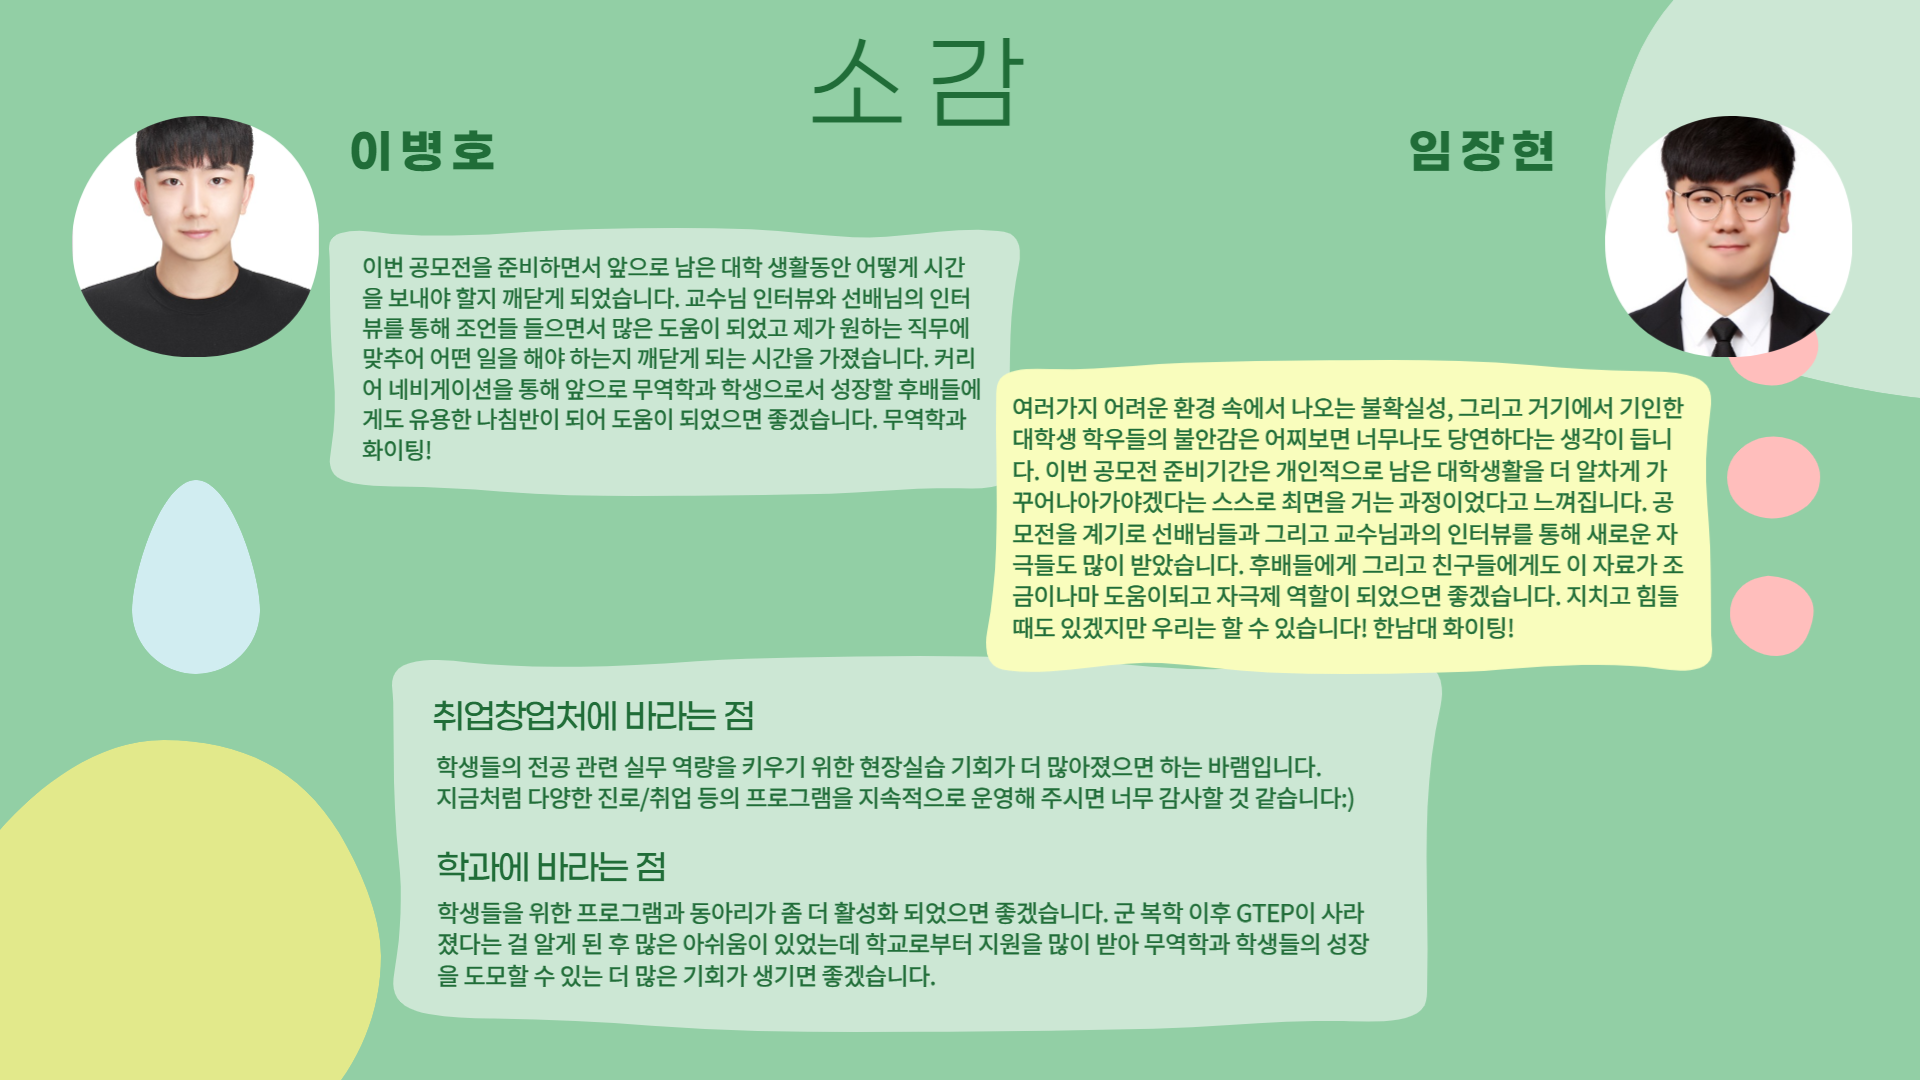 소감
이병호
이번 공모전을 준비하면서 앞으로 남은 대학 생활동안 어떻게 시간
을 보내야 할지 깨닫게 되었습니다. 교수님 인터뷰와 선배님의 인터
뷰를 통해 조언들 들으면서 많은 도움이 되었고 제가 원하는 직무에
맞추어 어떤 일을 해야 하는지 깨닫게 되는 시간을 가졌습니다. 커리
어 네비게이션을 통해 앞으로 무역학과 학생으로서 성장할 후배들에
게도 유용한 나침반이 되어 도움이 되었으면 좋겠습니다. 무역학과
화이팅!
임장현
여러가지 어려운 환경 속에서 나오는 불확실성, 그리고 거기에서 기인한
대학생 학우들의 불안감은 어찌보면 너무나도 당연하다는 생각이 듭니
다. 이번 공모전 준비기간은 개인적으로 남은 대학생활을 더 알차게 가
꾸어나아가야겠다는 스스로 최면을 거는 과정이었다고 느껴집니다. 공
모전을 계기로 선배님들과 그리고 교수님과의 인터뷰를 통해 새로운 자
극들도 많이 받았습니다. 후배들에게 그리고 친구들에게도 이 자료가 조
금이나마 도움이되고 자극제 역할이 되었으면 좋겠습니다. 지치고 힘들
때도 있겠지만 우리는 할 수 있습니다! 한남대 화이팅!
취업창업처에 바라는 점
학생들의 전공 관련 실무 역량을 키우기 위한 현장실습 기회가 더 많아졌으면 하는 바램입니다.
지금처럼 다양한 진로/취업 등의 프로그램을 지속적으로 운영해 주시면 너무 감사할 것 같습니다:)
학과에 바라는 점
학생들을 위한 프로그램과 동아리가 좀 더 활성화 되었으면 좋겠습니다. 군 복학 이후 GTEP이 사라
졌다는 걸 알게 된 후 많은 아쉬움이 있었는데 학교로부터 지원을 많이 받아 무역학과 학생들의 성장
을 도모할 수 있는 더 많은 기회가 생기면 좋겠습니다.